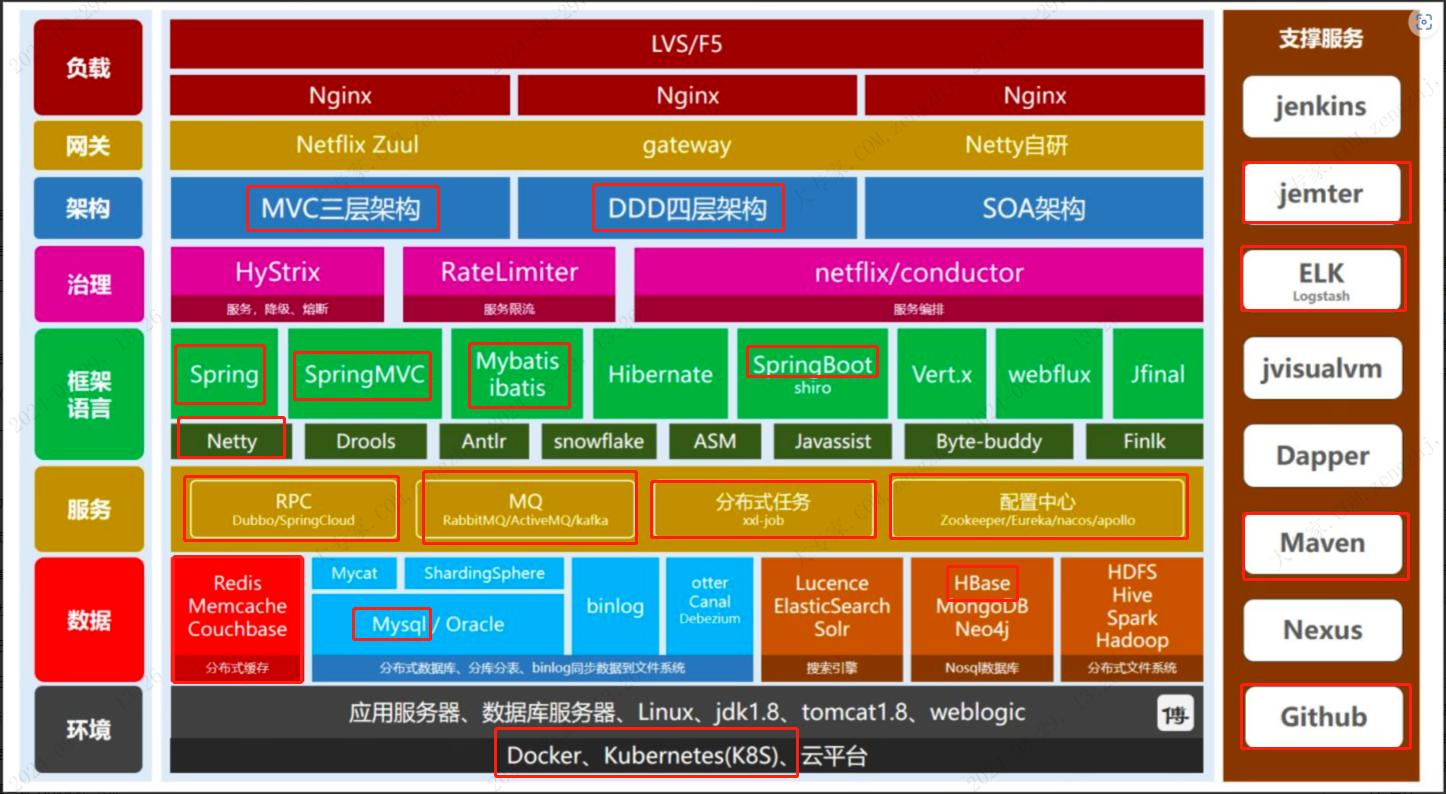 负载
LVS/F5
Nginx
Nginx
Nginx
网关
Netflix Zuul
gateway
Netty自研
架构
MVC三层架构
DDD四层架构
SOA架构
治理
HyStrix
服务，降级、熔断
RateLimiter
服务限流
netflix/conductor
服务编排
框架
语言
Spring
SpringMVC
Mybatis
ibatis
Hibernate
SpringBoot
shiro
Vert.x
webflux
Jfinal
Netty
Drools
Antlr
snowflake
ASM
Javassist
Byte-buddy
Finlk
服务
RPC
Dubbo/SpringCloud
MQ
RabbitMQ/ActiveMQ/kafka
分布式任务
xxl-job
配置中心
Zookeeper/Eureka/nacos/apollo
数据
Redis
Memcache
Couchbase
分布式缓存
Mycat
ShardingSphere
Mysql / Oracle
binlog
otter
Canal
Debezium
分布式数据库、分库分表、binlog同步数据到文件系统
Lucence
ElasticSearch
Solr
搜索引擎
HBase
MongoDB
Neo4j
Nosql数据库
HDFS
Hive
Spark
Hadoop
分布式文件系统
环境
应用服务器、数据库服务器、Linux、jdk1.8、tomcat1.8、weblogic
博
Docker、Kubernetes(K8S)、云平台
支撑服务
jenkins
jemter
ELK
Logstash
jvisualvm
Dapper
Maven
Nexus
Github